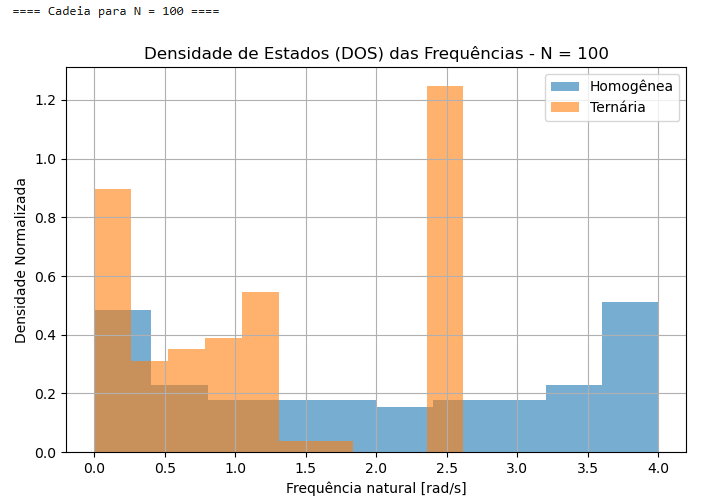 ==== Cadeia para N = 100 ====
Densidade de Estados (DOS) das Frequências - N = 100
Homogênea
Ternária
Densidade Normalizada
1.2
1.0
0.8
0.6
0.4
0.2
0.0
0.0 0.5 1.0 1.5 2.0 2.5 3.0 3.5 4.0
Frequência natural [rad/s]